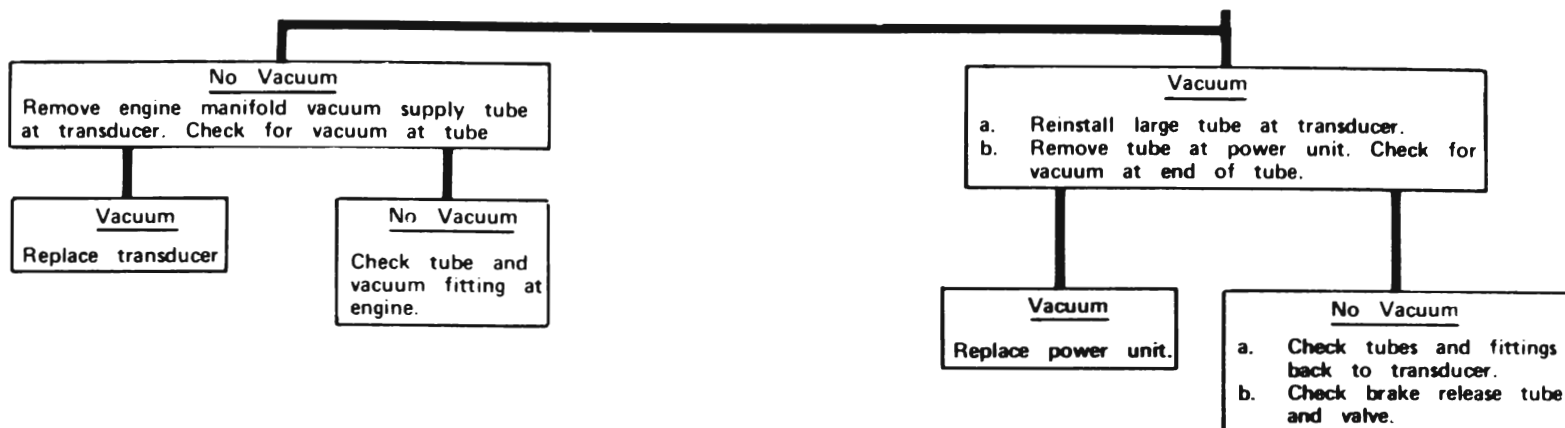 No Vacuum
Remove engine manifold vacuum supply tube
at transducer. Check for vacuum at tube
Vacuum
Replace transducer
No Vacuum
Check tube and
vacuum fitting at
engine.
Vacuum
a. Reinstall large tube at transducer.
b. Remove tube at power unit. Check for
vacuum at end of tube.
Vacuum
Replace power unit.
No Vacuum
a. Check tubes and fittings
back to transducer.
b. Check brake release tube
and valve.